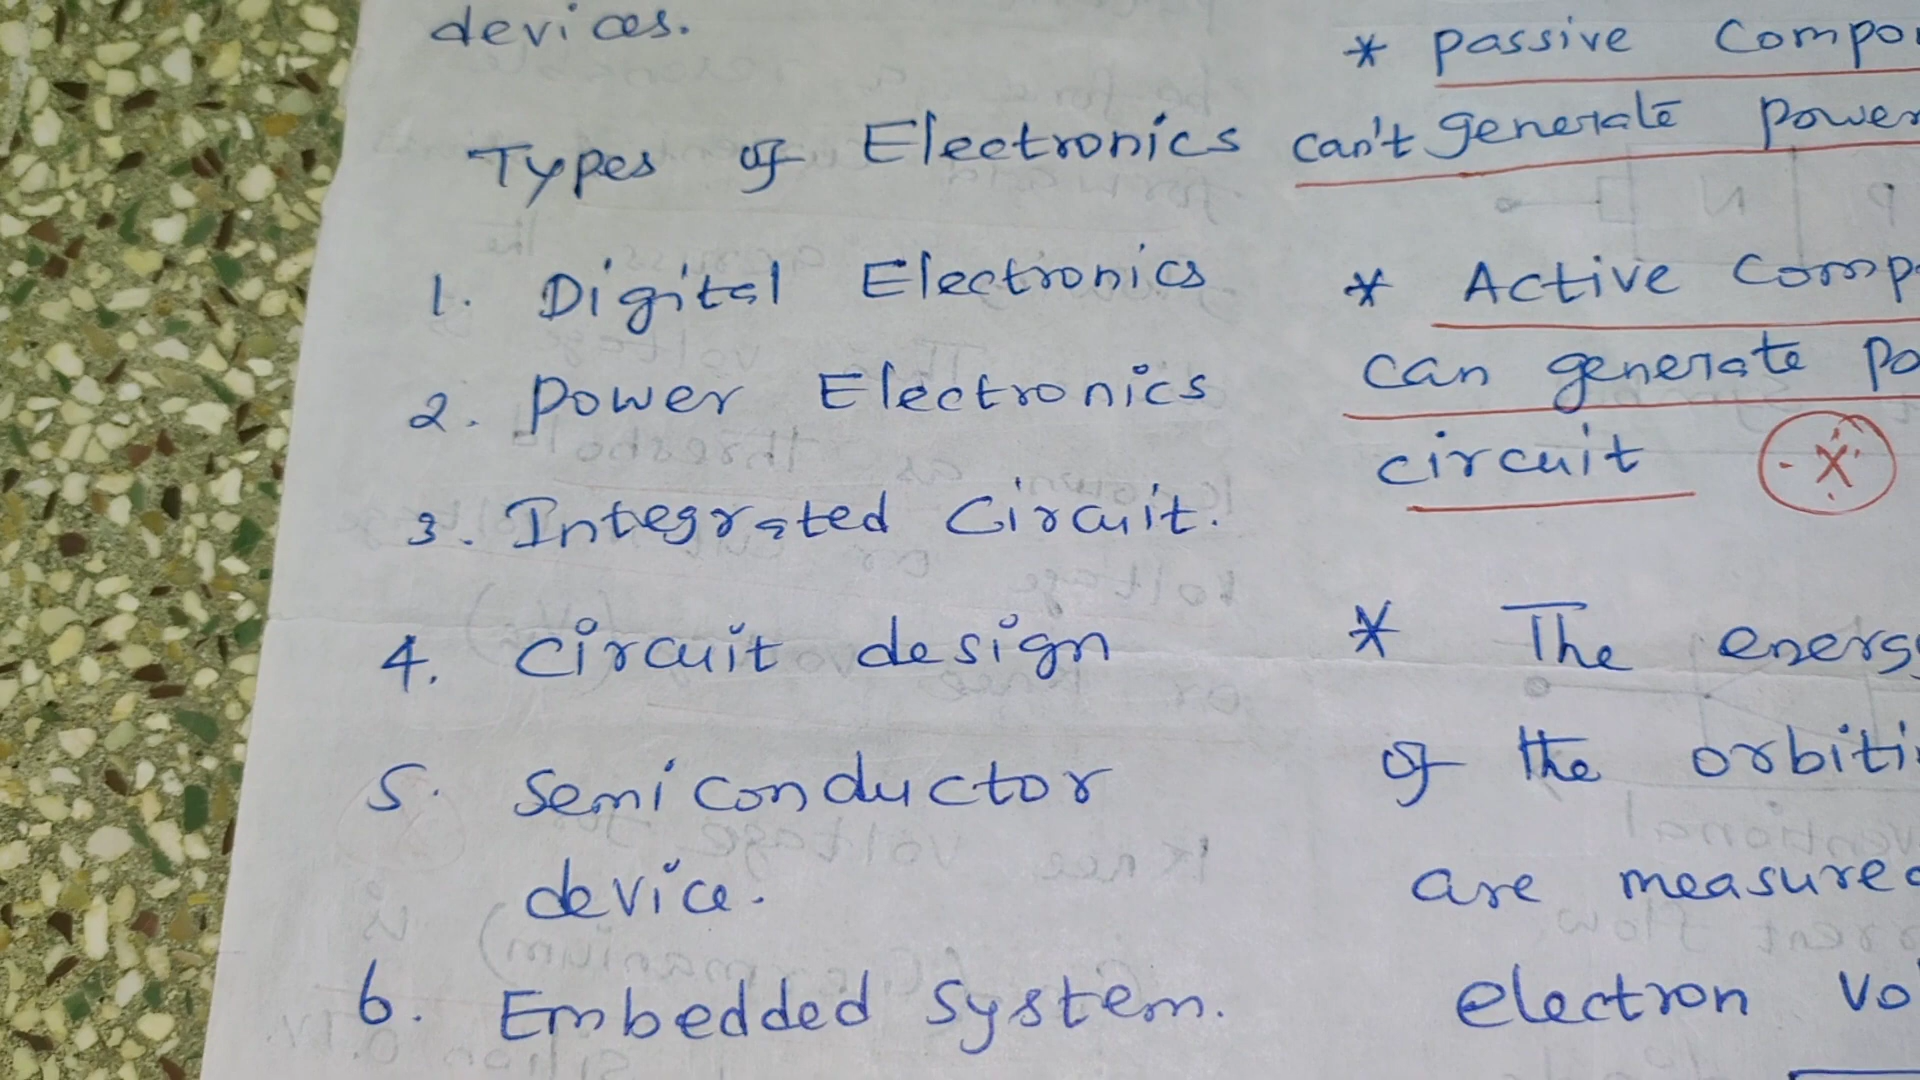 devices.
Types of Electronics
1. Digital Electronics
2. Power Electronics
3. Integrated Circuit.
4. Circuit design
5. Semiconductor
device.
6. Embedded System.
* passive
can't generate power
* Active
can generate
circuit
* The
of the
are
electron